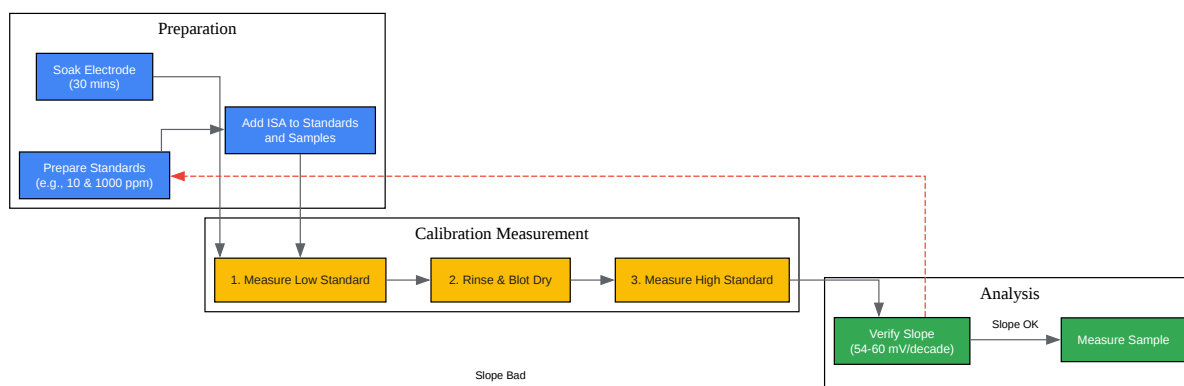 Preparation
Soak Electrode
(30 mins)
Add ISA to Standards
and Samples
Prepare Standards
(e.g., 10 & 1000 ppm)
Calibration Measurement
1. Measure Low Standard
2. Rinse & Blot Dry
3. Measure High Standard
Analysis
Verify Slope
(54-60 mV/decade)
Slope OK
Measure Sample
Slope Bad